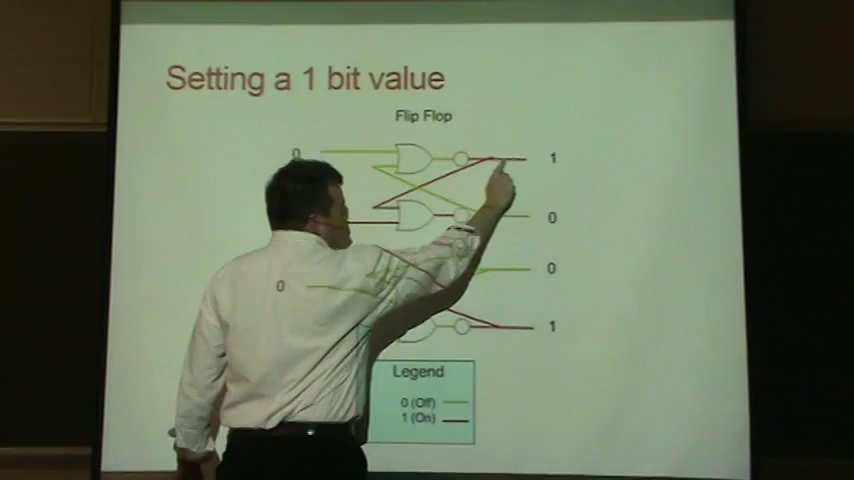 Setting a 1 bit value
Flip Flop
0 1
0
0 0
1
Legend
0 (Off)
1 (On)